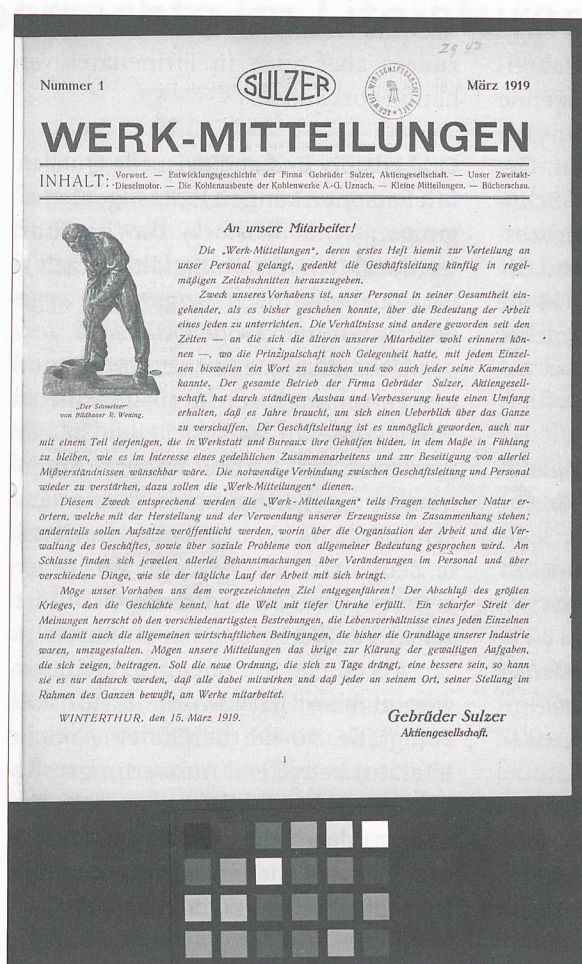 29 43
Nummer 1
SULZER
SCHWEIZ. WIRTSCHAFTSARCHIV BASEL
März 1919
WERK-MITTEILUNGEN
INHALT: Vorwort. — Entwicklungsgeschichte der Firma Gebrüder Sulzer, Aktiengesellschaft. — Unser Zweitakt-
-Dieselmotor. — Die Kohlenausbeute der Kohlenwerke A.-G. Uznach. — Kleine Mitteilungen. — Bücherschau.
An unsere Mitarbeiter!
Die „Werk-Mitteilungen“, deren erstes Heft hiemit zur Verteilung an
unser Personal gelangt, gedenkt die Geschäftsleitung künftig in regel-
mäßigen Zeitabschnitten herauszugeben.
Zweck unseres Vorhabens ist, unser Personal in seiner Gesamtheit ein-
gehender, als es bisher geschehen konnte, über die Bedeutung der Arbeit
eines jeden zu unterrichten. Die Verhältnisse sind andere geworden seit den
Zeiten — an die sich die älteren unserer Mitarbeiter wohl erinnern kön-
nen —, wo die Prinzipalschaft noch Gelegenheit hatte, mit jedem Einzel-
nen bisweilen ein Wort zu tauschen und wo auch jeder seine Kameraden
kannte. Der gesamte Betrieb der Firma Gebrüder Sulzer, Aktiengesell-
schaft, hat durch ständigen Ausbau und Verbesserung heute einen Umfang
erhalten, daß es Jahre braucht, um sich einen Ueberblick über das Ganze
zu verschaffen. Der Geschäftsleitung ist es unmöglich geworden, auch nur
„Der Schmelzer“
von Bildhauer R. Wening.
mit einem Teil derjenigen, die in Werkstatt und Bureaux ihre Gehülfen bilden, in dem Maße in Fühlung
zu bleiben, wie es im Interesse eines gedeihlichen Zusammenarbeitens und zur Beseitigung von allerlei
Mißverständnissen wünschbar wäre. Die notwendige Verbindung zwischen Geschäftsleitung und Personal
wieder zu verstärken, dazu sollen die „Werk-Mitteilungen“ dienen.
Diesem Zweck entsprechend werden die „Werk-Mitteilungen“ teils Fragen technischer Natur er-
örtern, welche mit der Herstellung und der Verwendung unserer Erzeugnisse im Zusammenhang stehen;
andernteils sollen Aufsätze veröffentlicht werden, worin über die Organisation der Arbeit und die Ver-
waltung des Geschäftes, sowie über soziale Probleme von allgemeiner Bedeutung gesprochen wird. Am
Schlusse finden sich jeweilen allerlei Bekanntmachungen über Veränderungen im Personal und über
verschiedene Dinge, wie sie der tägliche Lauf der Arbeit mit sich bringt.
Möge unser Vorhaben uns dem vorgezeichneten Ziel entgegenführen! Der Abschluß des größten
Krieges, den die Geschichte kennt, hat die Welt mit tiefer Unruhe erfüllt. Ein scharfer Streit der
Meinungen herrscht ob den verschiedenartigsten Bestrebungen, die Lebensverhältnisse eines jeden Einzelnen
und damit auch die allgemeinen wirtschaftlichen Bedingungen, die bisher die Grundlage unserer Industrie
waren, umzugestalten. Mögen unsere Mitteilungen das ihrige zur Klärung der gewaltigen Aufgaben,
die sich zeigen, beitragen. Soll die neue Ordnung, die sich zu Tage drängt, eine bessere sein, so kann
sie es nur dadurch werden, daß alle dabei mitwirken und daß jeder an seinem Ort, seiner Stellung im
Rahmen des Ganzen bewußt, am Werke mitarbeitet.
WINTERTHUR, den 15. März 1919.
Gebrüder Sulzer
Aktiengesellschaft.
1